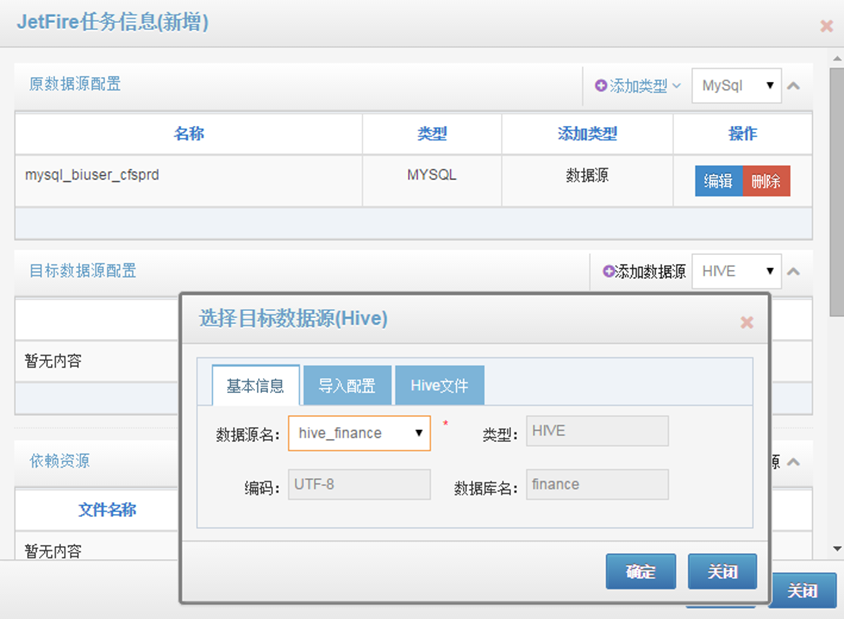 JetFire任务信息(新增)
原数据源配置
添加类型 MySql
名称 类型 添加类型 操作
mysql_biuser_cfsprd MYSQL 数据源 编辑 删除
目标数据源配置
添加数据源 HIVE
暂无内容
选择目标数据源(Hive)
基本信息 导入配置 Hive文件
数据源名: hive_finance * 类型: HIVE
编码: UTF-8 数据库名: finance
确定 关闭
依赖资源
源
文件名称
暂无内容
关闭